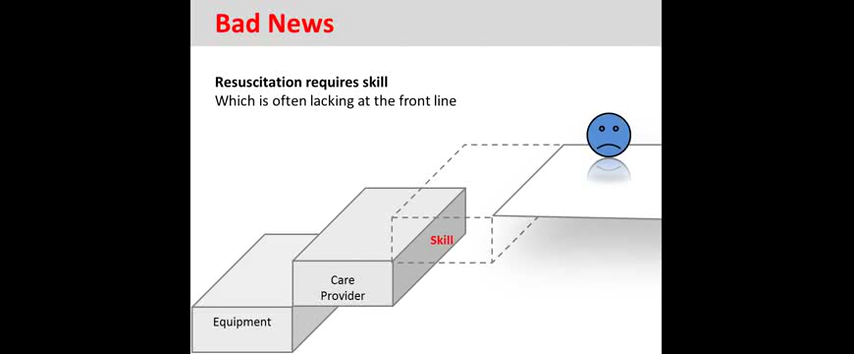 Bad News
Resuscitation requires skill
Which is often lacking at the front line
Skill
Care
Provider
Equipment